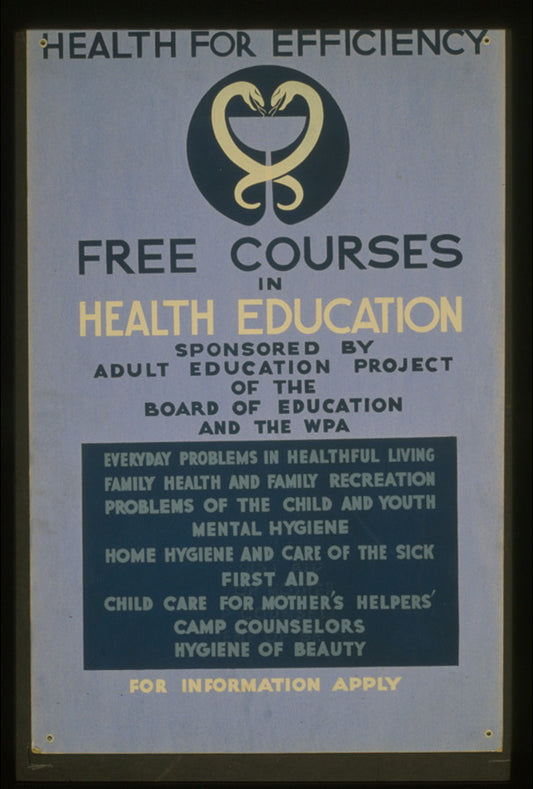 HEALTH FOR EFFICIENCY
FREE COURSES
IN
HEALTH EDUCATION
SPONSORED BY
ADULT EDUCATION PROJECT
OF THE
BOARD OF EDUCATION
AND THE WPA
EVERYDAY PROBLEMS IN HEALTHFUL LIVING
FAMILY HEALTH AND FAMILY RECREATION
PROBLEMS OF THE CHILD AND YOUTH
MENTAL HYGIENE
HOME HYGIENE AND CARE OF THE SICK
FIRST AID
CHILD CARE FOR MOTHER'S HELPERS'
CAMP COUNSELORS
HYGIENE OF BEAUTY
FOR INFORMATION APPLY